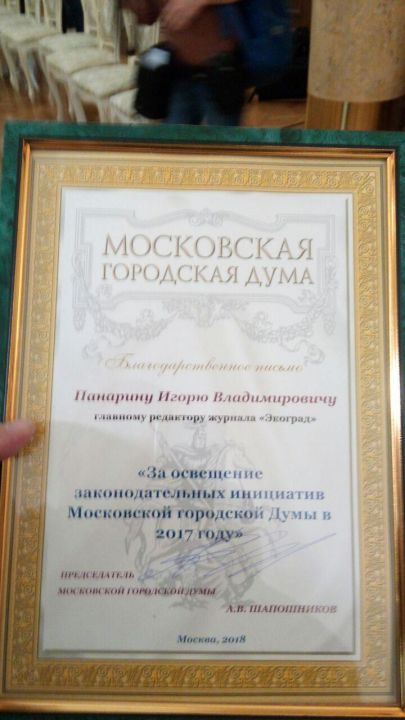 МОСКОВСКАЯ
ГОРОДСКАЯ ДУМА
Благодарственное письмо
Панарину Игорю Владимировичу
главному редактору журнала «Экоград»
«За освещение
законодательных инициатив
Московской городской Думы в
2017 году»
ПРЕДСЕДАТЕЛЬ
МОСКОВСКОЙ ГОРОДСКОЙ ДУМЫ
А.В. ШАПОШНИКОВ
Москва, 2018